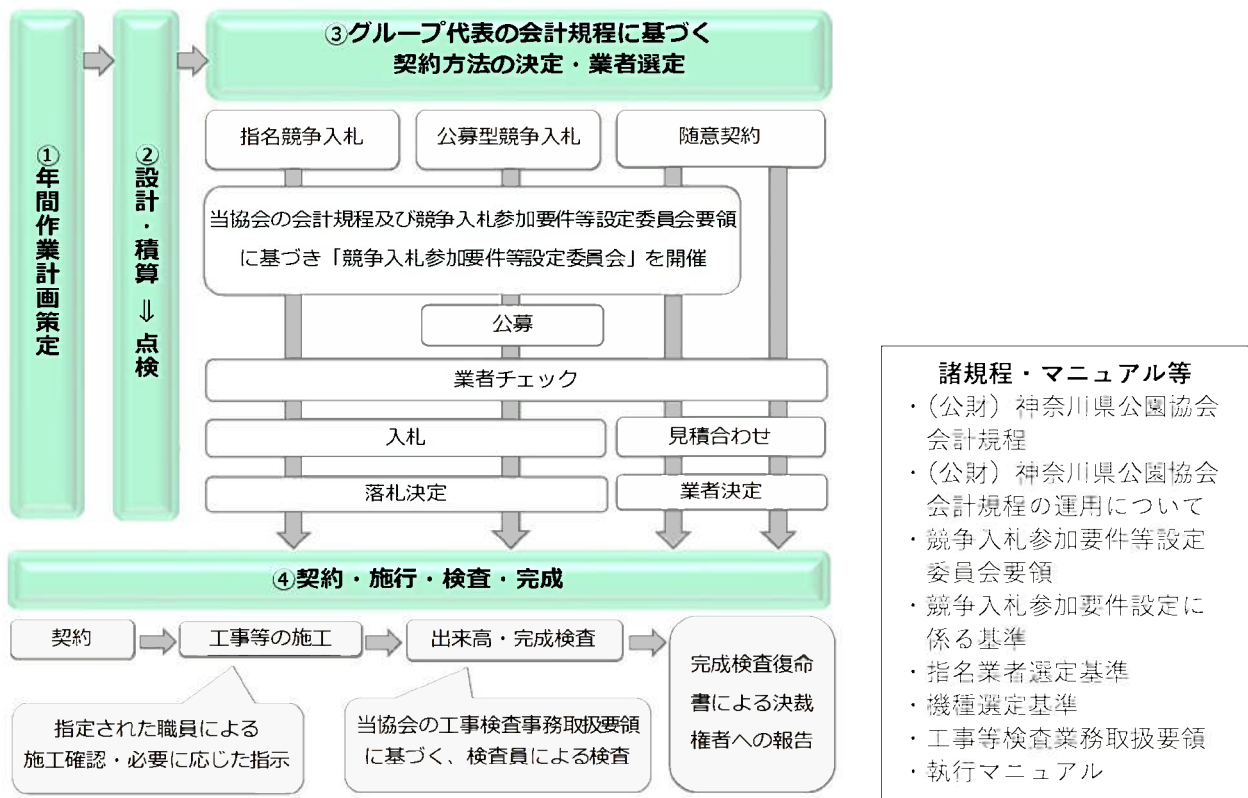 ①年間作業計画策定
②設計・積算 ⇒ 点検
③グループ代表の会計規程に基づく
契約方法の決定・業者選定
指名競争入札
公募型競争入札
随意契約
当協会の会計規程及び競争入札参加要件等設定委員会要領
に基づき「競争入札参加要件等設定委員会」を開催
公募
業者チェック
入札
見積合わせ
落札決定
業者決定
④契約・施行・検査・完成
契約
工事等の施工
出来高・完成検査
完成検査復命
書による決裁
権者への報告
指定された職員による
施工確認・必要に応じた指示
当協会の工事検査事務取扱要領
に基づく、検査員による検査
諸規程・マニュアル等
・(公財)神奈川県公園協会
会計規程
・(公財)神奈川県公園協会
会計規程の運用について
・競争入札参加要件等設定
委員会要領
・競争入札参加要件設定に
係る基準
・指名業者選定基準
・機種選定基準
・工事等検査業務取扱要領
・執行マニュアル